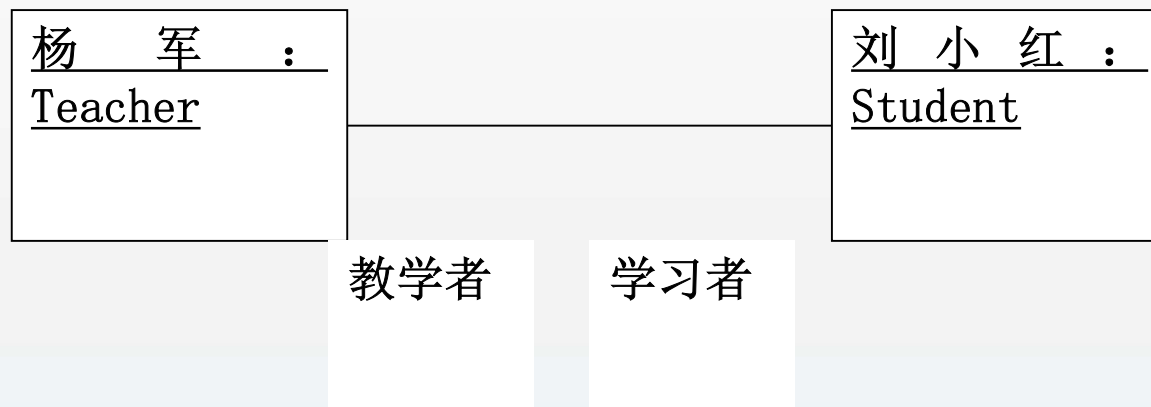 杨 军 ：
Teacher
刘 小 红 ：
Student
教学者
学习者